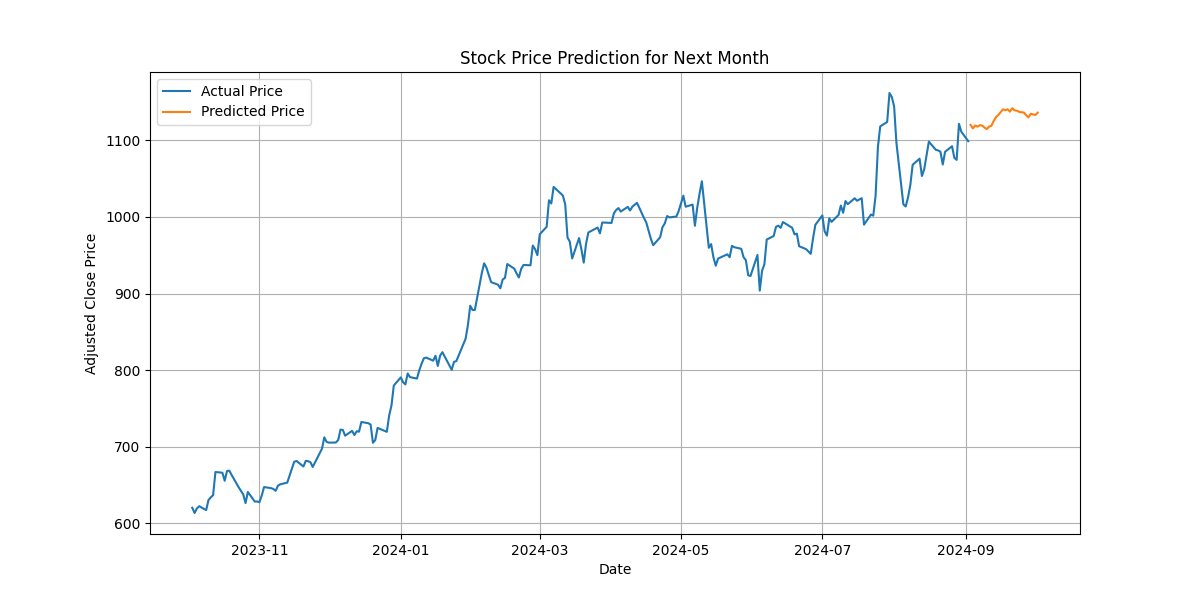 Stock Price Prediction for Next Month
Actual Price
Predicted Price
Adjusted Close Price
1100
1000
900
800
700
600
2023-11
2024-01
2024-03
2024-05
2024-07
2024-09
Date